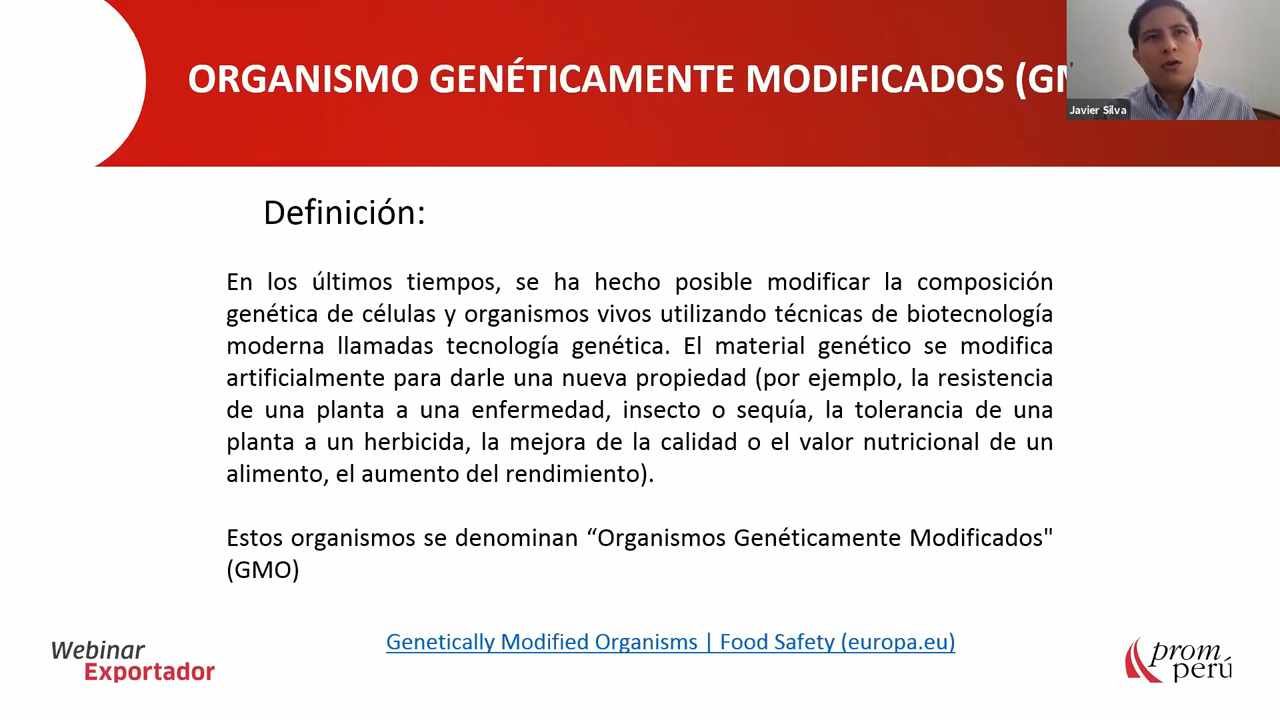 ORGANISMO GENÉTICAMENTE MODIFICADOS (GM
Javier Silva
Definición:
En los últimos tiempos, se ha hecho posible modificar la composición
genética de células y organismos vivos utilizando técnicas de biotecnología
moderna llamadas tecnología genética. El material genético se modifica
artificialmente para darle una nueva propiedad (por ejemplo, la resistencia
de una planta a una enfermedad, insecto o sequía, la tolerancia de una
planta a un herbicida, la mejora de la calidad o el valor nutricional de un
alimento, el aumento del rendimiento).
Estos organismos se denominan “Organismos Genéticamente Modificados"
(GMO)
Genetically Modified Organisms | Food Safety (europa.eu)
Webinar
Exportador
prom
perú